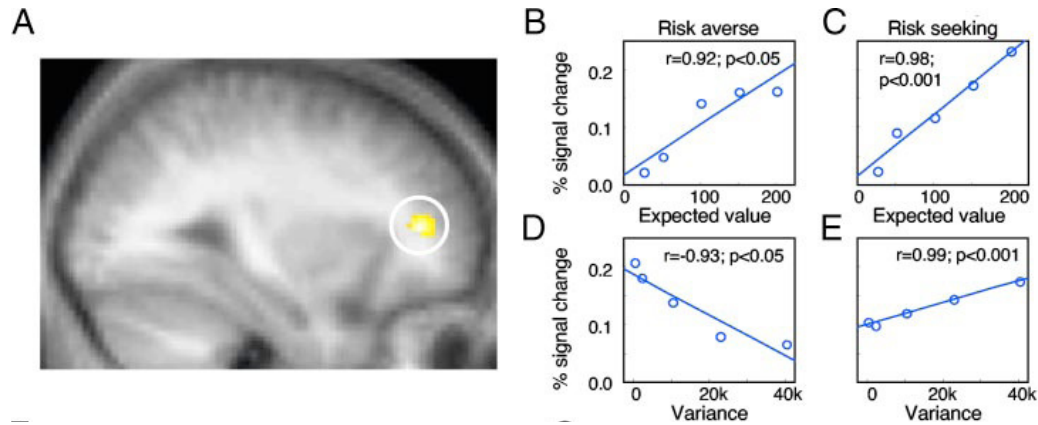 A
B
Risk averse
C
Risk seeking
r=0.92; p<0.05
r=0.98;
p<0.001
% signal change
0.2
0.1
0.0
0
100
200
Expected value
0
100
200
Expected value
D
E
r=-0.93; p<0.05
r=0.99; p<0.001
% signal change
0.2
0.1
0.0
0
20k
40k
Variance
0
20k
40k
Variance